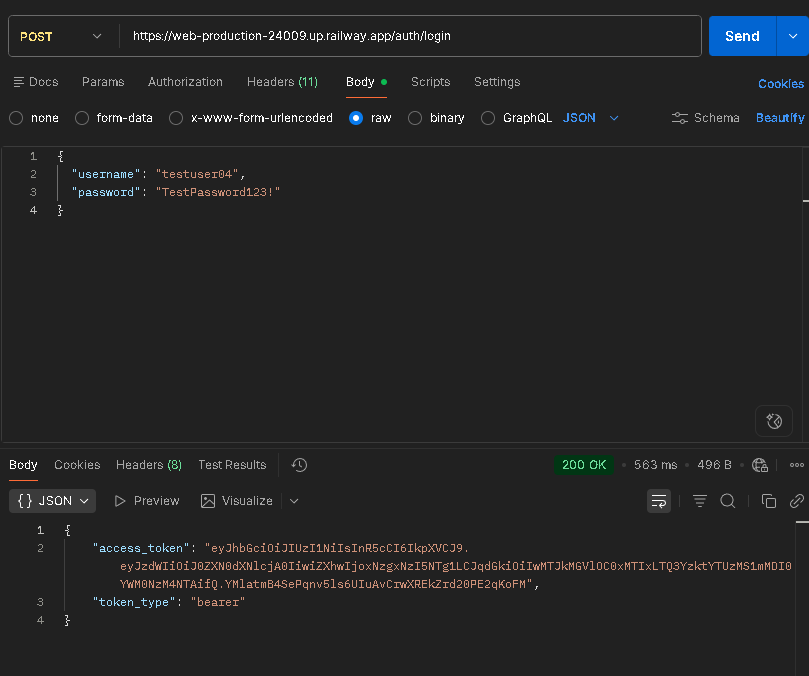 POST https://web-production-24009.up.railway.app/auth/login Send
Docs Params Authorization Headers (11) Body Scripts Settings Cookies
none form-data x-www-form-urlencoded raw binary GraphQL JSON Schema Beautify
1 {
2 "username": "testuser04",
3 "password": "TestPassword123!"
4 }
Body Cookies Headers (8) Test Results 200 OK 563 ms 496 B
{} JSON Preview Visualize
1 {
2 "access_token": "eyJhbGciOiJIUzI1NiIsInR5cCI6IkpXVCJ9.
eyJzdWIiOiJ0ZXN0dXNlcjA0IiwiZXhwIjoxNzgxNzI5NTg1LCJqdGkiOiIwMTJkMGVlOC0xMTIxLTQ3YzktYTUzMS1mMDI0
YWM0NzM4NTAifQ.YMlatmB4SePqnv5ls6UIuAvCrwXREkZrd20PE2qKoFM",
3 "token_type": "bearer"
4 }